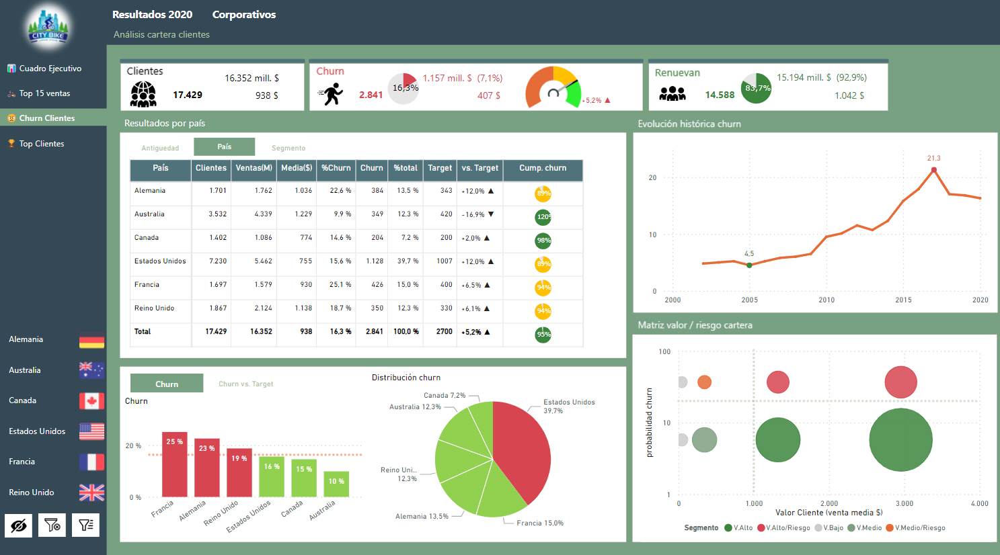 CITY BIKE
Resultados 2020 Corporativos
Análisis cartera clientes
Cuadro Ejecutivo
Top 15 ventas
Churn Clientes
Top Clientes
Alemania
Australia
Canada
Estados Unidos
Francia
Reino Unido
Clientes
16.352 mill. $
17.429
938 $
Churn
1.157 mill. $ (7,1%)
16,3%
2.841
407 $
+5,2% ▲
Renuevan
15.194 mill. $ (92,9%)
83,7%
14.588
1.042 $
Resultados por país
Antiguedad País Segmento
País Clientes Ventas(M) Media($) %Churn Churn %total Target vs. Target Cump. churn
Alemania 1.701 1.762 1.036 22,6 % 384 13,5 % 343 +12,0% ▲ 89%
Australia 3.532 4.339 1.229 9,9 % 349 12,3 % 420 -16,9% ▼ 120%
Canada 1.402 1.086 774 14,6 % 204 7,2 % 200 +2,0% ▲ 98%
Estados Unidos 7.230 5.462 755 15,6 % 1.128 39,7 % 1007 +12,0% ▲ 89%
Francia 1.697 1.579 930 25,1 % 426 15,0 % 400 +6,5% ▲ 94%
Reino Unido 1.867 2.124 1.138 18,7 % 350 12,3 % 330 +6,1% ▲ 94%
Total 17.429 16.352 938 16,3 % 2.841 100,0 % 2700 +5,2% ▲ 95%
Churn Churn vs. Target
Churn
20 %
0 %
25 %
23 %
19 %
16 %
15 %
10 %
Francia
Alemania
Reino Unido
Estados Unidos
Canada
Australia
Distribución churn
Canada 7,2%
Australia 12,3%
Estados Unidos
39,7%
Reino Uni...
12,3%
Alemania 13,5%
Francia 15,0%
Evolución histórica churn
21,3
20
10
4,5
0
2000 2005 2010 2015 2020
Matriz valor / riesgo cartera
probabilidad churn
100
10
1
0 1.000 2.000 3.000 4.000
Valor Cliente (venta media $)
Segmento V.Alto V.Alto/Riesgo V.Bajo V.Medio V.Medio/Riesgo